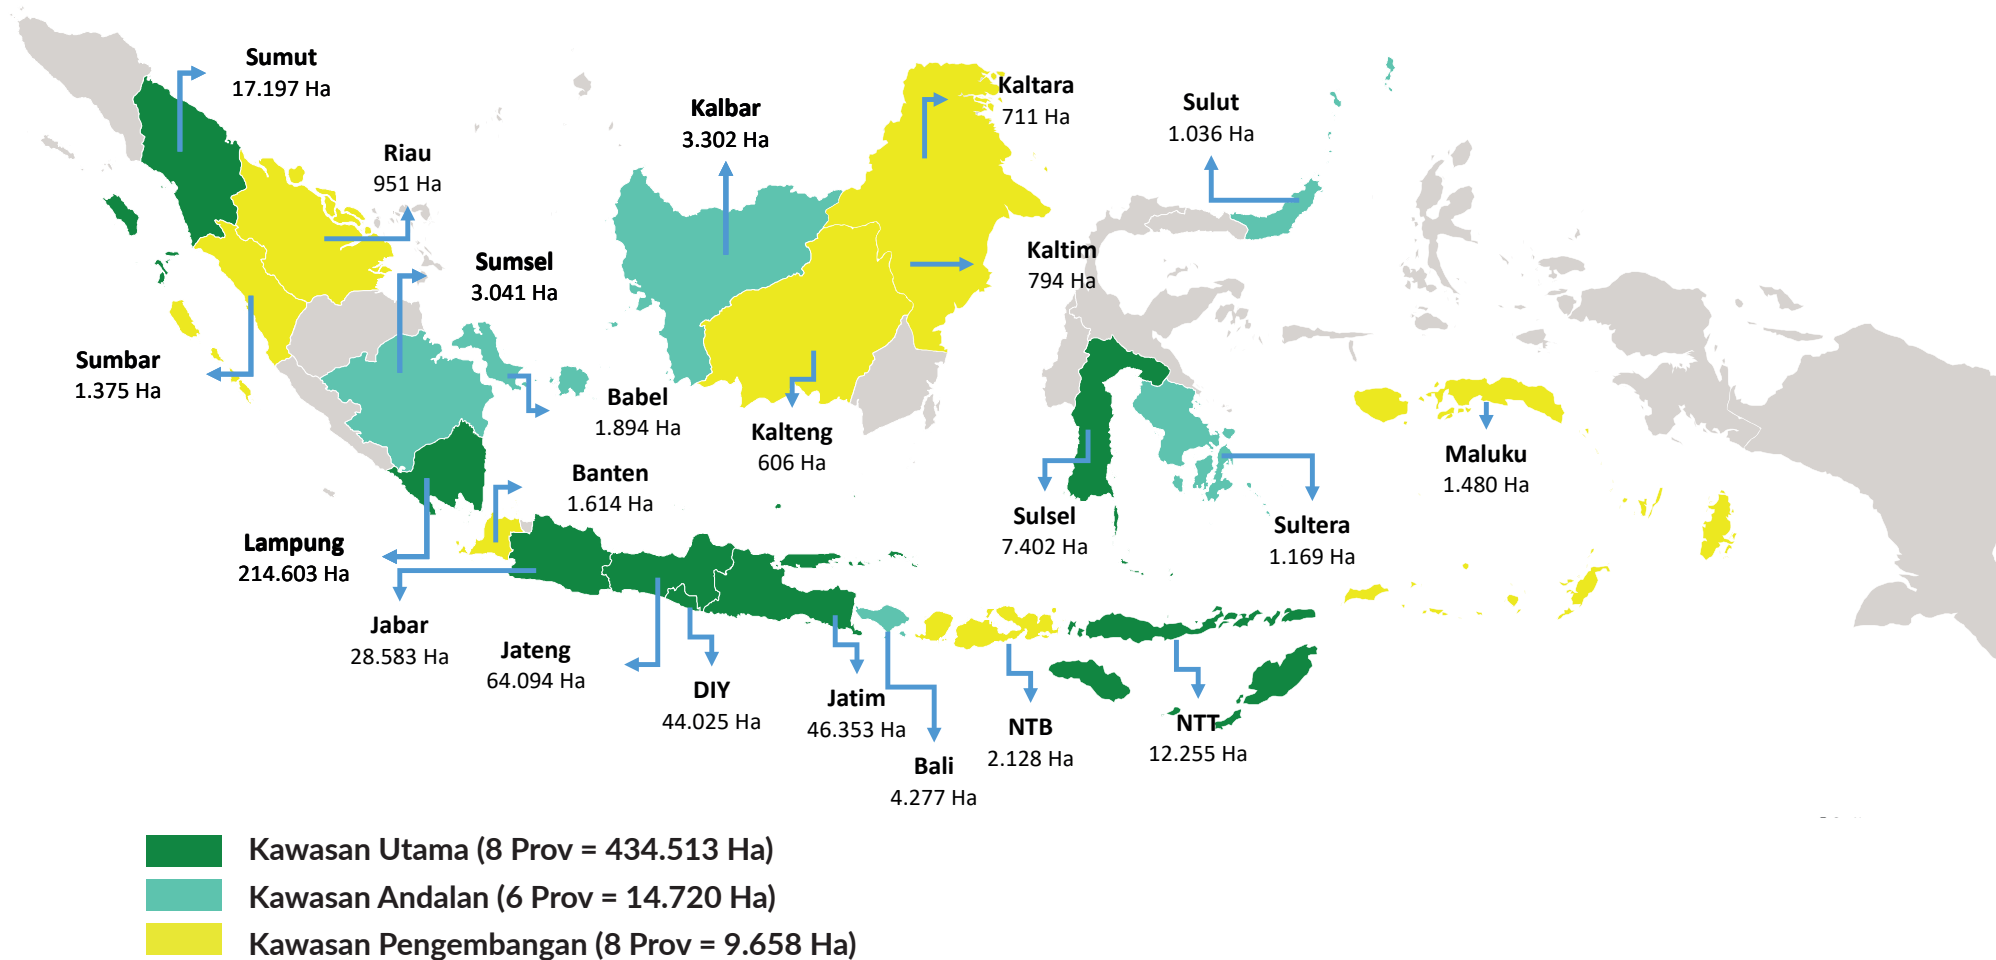 Sumut
17.197 Ha
Riau
951 Ha
Sumsel
3.041 Ha
Sumbar
1.375 Ha
Babel
1.894 Ha
Banten
1.614 Ha
Lampung
214.603 Ha
Jabar
28.583 Ha
Jateng
64.094 Ha
DIY
44.025 Ha
Jatim
46.353 Ha
Bali
4.277 Ha
NTB
2.128 Ha
NTT
12.255 Ha
Kalbar
3.302 Ha
Kaltara
711 Ha
Kaltim
794 Ha
Kalteng
606 Ha
Sulut
1.036 Ha
Sulsel
7.402 Ha
Sultera
1.169 Ha
Maluku
1.480 Ha
Kawasan Utama (8 Prov = 434.513 Ha)
Kawasan Andalan (6 Prov = 14.720 Ha)
Kawasan Pengembangan (8 Prov = 9.658 Ha)